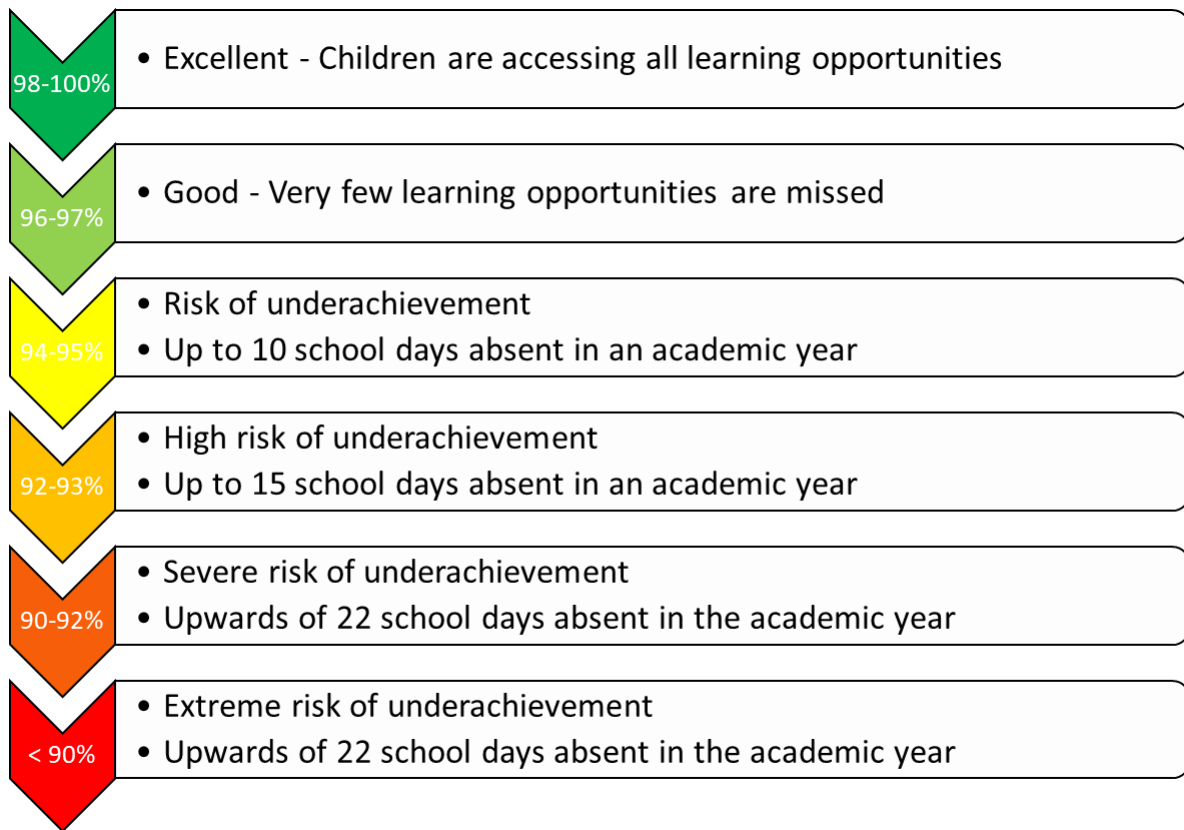 98-100%
• Excellent - Children are accessing all learning opportunities
96-97%
• Good - Very few learning opportunities are missed
94-95%
• Risk of underachievement
• Up to 10 school days absent in an academic year
92-93%
• High risk of underachievement
• Up to 15 school days absent in an academic year
90-92%
• Severe risk of underachievement
• Upwards of 22 school days absent in the academic year
< 90%
• Extreme risk of underachievement
• Upwards of 22 school days absent in the academic year